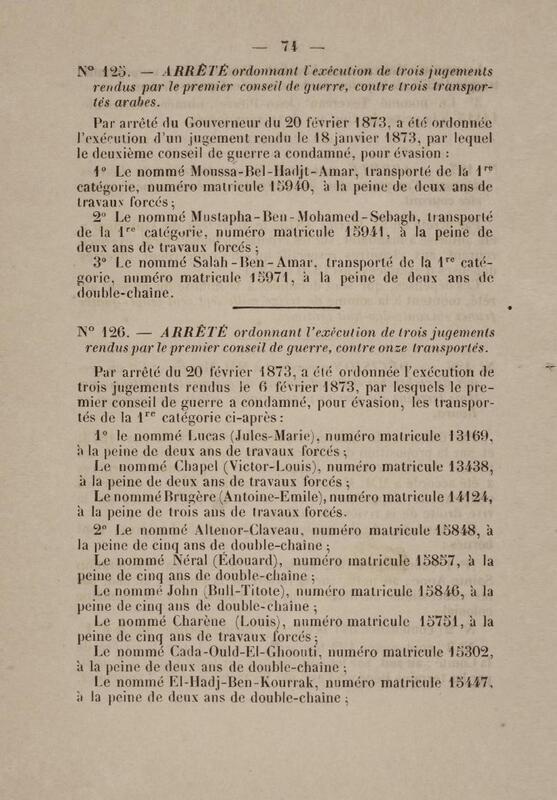 — 74 —
N° 125. — ARRÊTÉ ordonnant l'exécution de trois jugements
rendus par le premier conseil de guerre, contre trois transpor-
tés arabes.
Par arrêté du Gouverneur du 20 février 1873, a été ordonnée
l'exécution d'un jugement rendu le 18 janvier 1873, par lequel
le deuxième conseil de guerre a condamné, pour évasion :
1° Le nommé Moussa-Bel-Hadjt-Amar, transporté de la 1re
catégorie, numéro matricule 15940, à la peine de deux ans de
travaux forcés ;
2° Le nommé Mustapha-Ben-Mohamed-Sebagh, transporté
de la 1re catégorie, numéro matricule 15941, à la peine de
deux ans de travaux forcés ;
3° Le nommé Salah-Ben-Amar, transporté de la 1re caté-
gorie, numéro matricule 15971, à la peine de deux ans de
double-chaîne.
N° 126. — ARRÊTÉ ordonnant l'exécution de trois jugements
rendus par le premier conseil de guerre, contre onze transportés.
Par arrêté du 20 février 1873, a été ordonnée l'exécution de
trois jugements rendus le 6 février 1873, par lesquels le pre-
mier conseil de guerre a condamné, pour évasion, les transpor-
tés de la 1re catégorie ci-après :
1° le nommé Lucas (Jules-Marie), numéro matricule 13169,
à la peine de deux ans de travaux forcés ;
Le nommé Chapel (Victor-Louis), numéro matricule 13438,
à la peine de deux ans de travaux forcés ;
Le nommé Brugère (Antoine-Emile), numéro matricule 14124,
à la peine de trois ans de travaux forcés.
2° Le nommé Altenor-Claveau, numéro matricule 15848, à
la peine de cinq ans de double-chaîne ;
Le nommé Néral (Édouard), numéro matricule 15857, à la
peine de cinq ans de double-chaîne ;
Le nommé John (Bull-Titote), numéro matricule 15846, à la
peine de cinq ans de double-chaîne ;
Le nommé Charène (Louis), numéro matricule 15751, à la
peine de cinq ans de travaux forcés ;
Le nommé Cada-Ould-El-Ghoouti, numéro matricule 15302,
à la peine de deux ans de double-chaîne ;
Le nommé El-Hadj-Ben-Kourrak, numéro matricule 15447,
à la peine de deux ans de double-chaîne ;